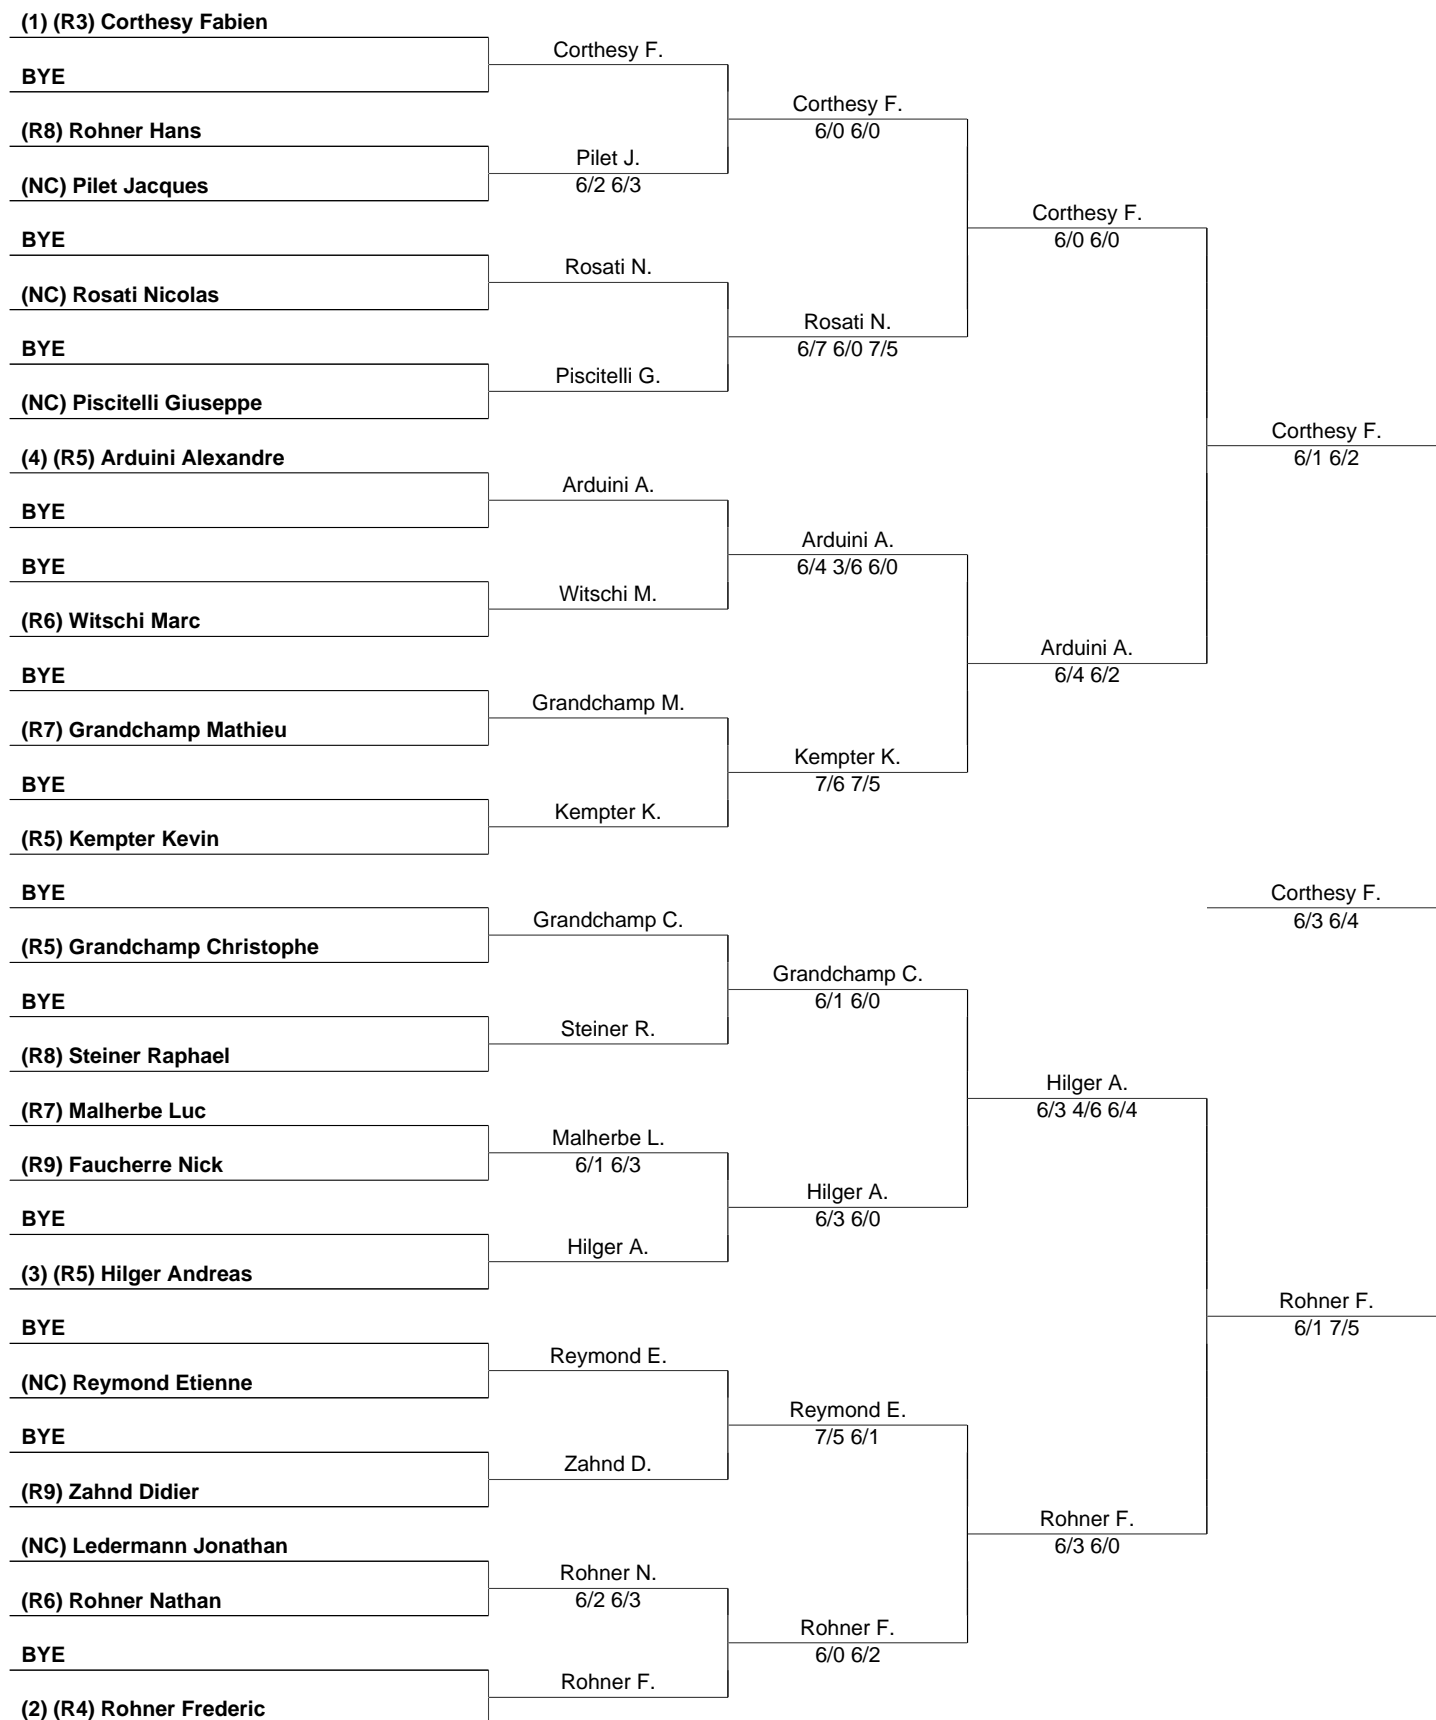 (1) (R3) Corthesy Fabien
BYE
(R8) Rohner Hans
(NC) Pilet Jacques
BYE
(NC) Rosati Nicolas
BYE
(NC) Piscitelli Giuseppe
(4) (R5) Arduini Alexandre
BYE
BYE
(R6) Witschi Marc
BYE
(R7) Grandchamp Mathieu
BYE
(R5) Kempter Kevin
BYE
(R5) Grandchamp Christophe
BYE
(R8) Steiner Raphael
(R7) Malherbe Luc
(R9) Faucherre Nick
BYE
(3) (R5) Hilger Andreas
BYE
(NC) Reymond Etienne
BYE
(R9) Zahnd Didier
(NC) Ledermann Jonathan
(R6) Rohner Nathan
BYE
(2) (R4) Rohner Frederic
Corthesy F.
Pilet J.
6/2 6/3
Rosati N.
Piscitelli G.
Arduini A.
Witschi M.
Grandchamp M.
Kempter K.
Grandchamp C.
Steiner R.
Malherbe L.
6/1 6/3
Hilger A.
Reymond E.
Zahnd D.
Rohner N.
6/2 6/3
Rohner F.
Corthesy F.
6/0 6/0
Rosati N.
6/7 6/0 7/5
Arduini A.
6/4 3/6 6/0
Kempter K.
7/6 7/5
Grandchamp C.
6/1 6/0
Hilger A.
6/3 6/0
Reymond E.
7/5 6/1
Rohner F.
6/0 6/2
Corthesy F.
6/0 6/0
Arduini A.
6/4 6/2
Hilger A.
6/3 4/6 6/4
Rohner F.
6/3 6/0
Corthesy F.
6/1 6/2
Corthesy F.
6/3 6/4
Rohner F.
6/1 7/5